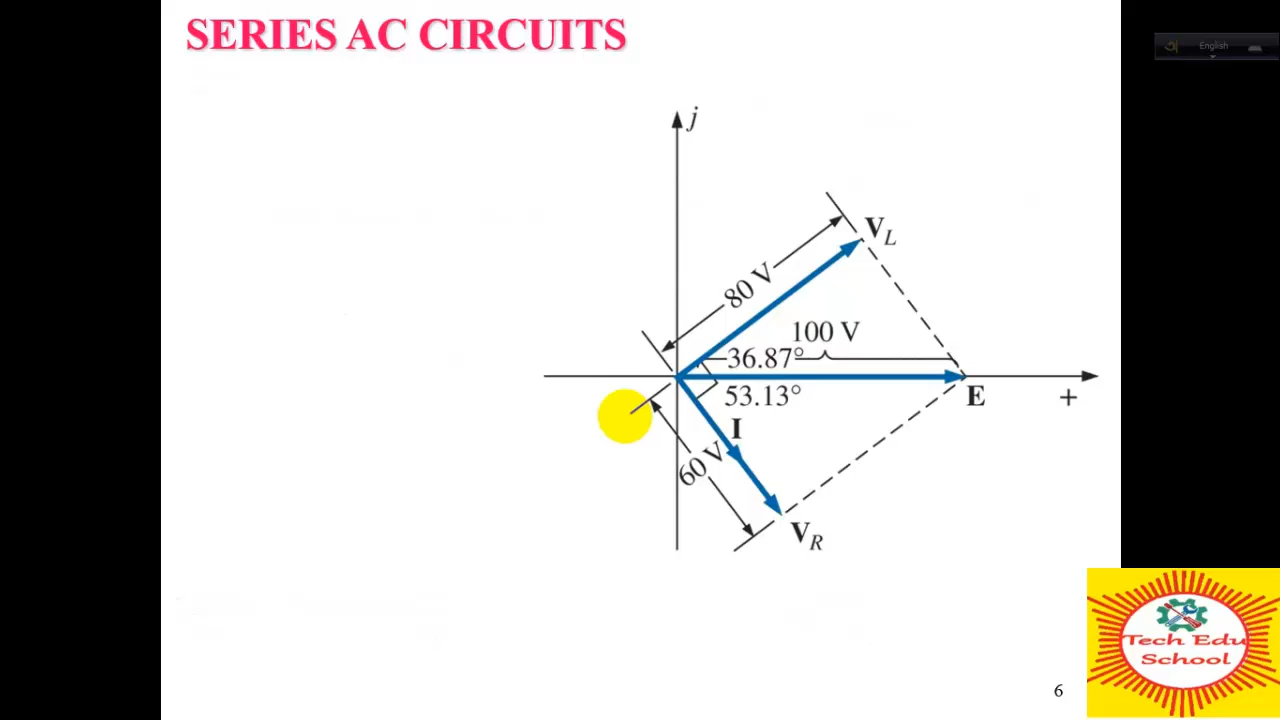 SERIES AC CIRCUITS
English
j
V_L
80 V
100 V
36.87°
53.13°
E
+
I
60 V
V_R
Tech Edu
School
6